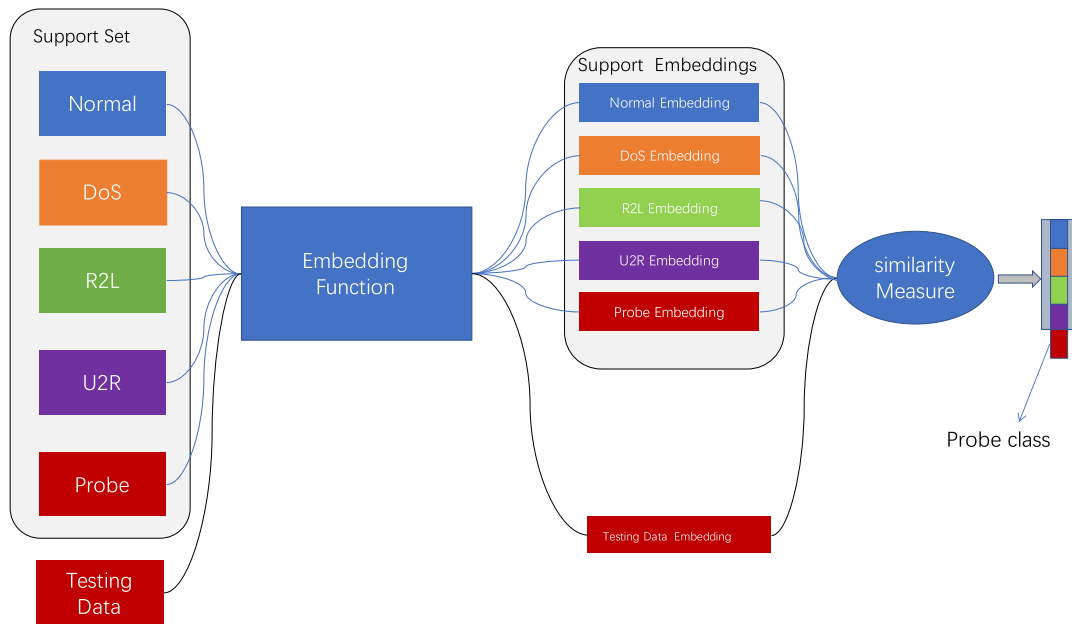 Support Set
Normal
DoS
R2L
U2R
Probe
Testing
Data
Embedding
Function
Support Embeddings
Normal Embedding
DoS Embedding
R2L Embedding
U2R Embedding
Probe Embedding
Testing Data Embedding
similarity
Measure
Probe class